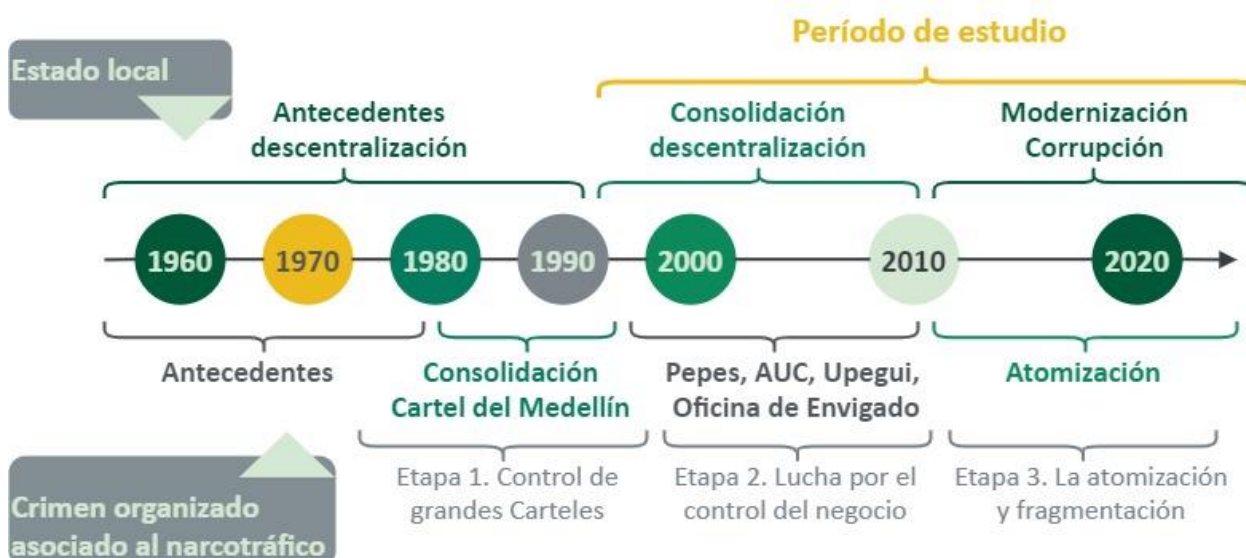 Período de estudio
Estado local
Antecedentes
descentralización
Consolidación
descentralización
Modernización
Corrupción
1960
1970
1980
1990
2000
2010
2020
Antecedentes
Consolidación
Cartel del Medellín
Pepes, AUC, Upegui,
Oficina de Envigado
Atomización
Etapa 1. Control de
grandes Carteles
Etapa 2. Lucha por el
control del negocio
Etapa 3. La atomización
y fragmentación
Crimen organizado
asociado al narcotráfico